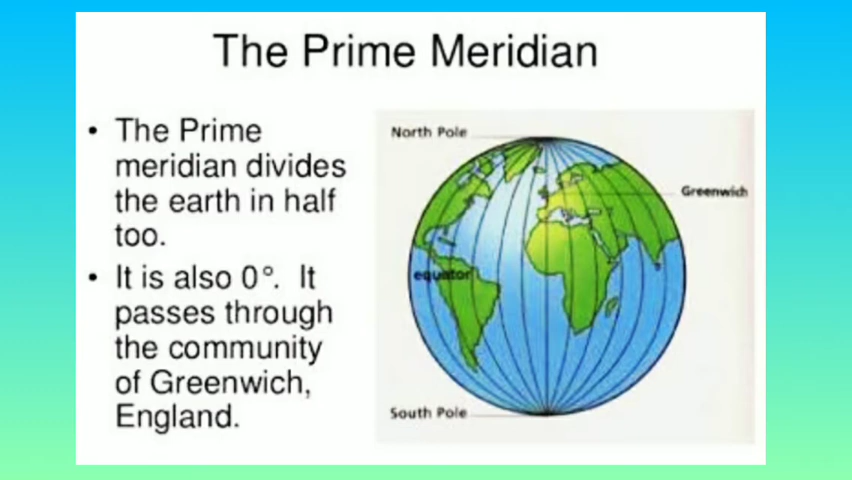 The Prime Meridian
• The Prime
meridian divides
the earth in half
too.
• It is also 0°. It
passes through
the community
of Greenwich,
England.
North Pole
Greenwich
equator
South Pole